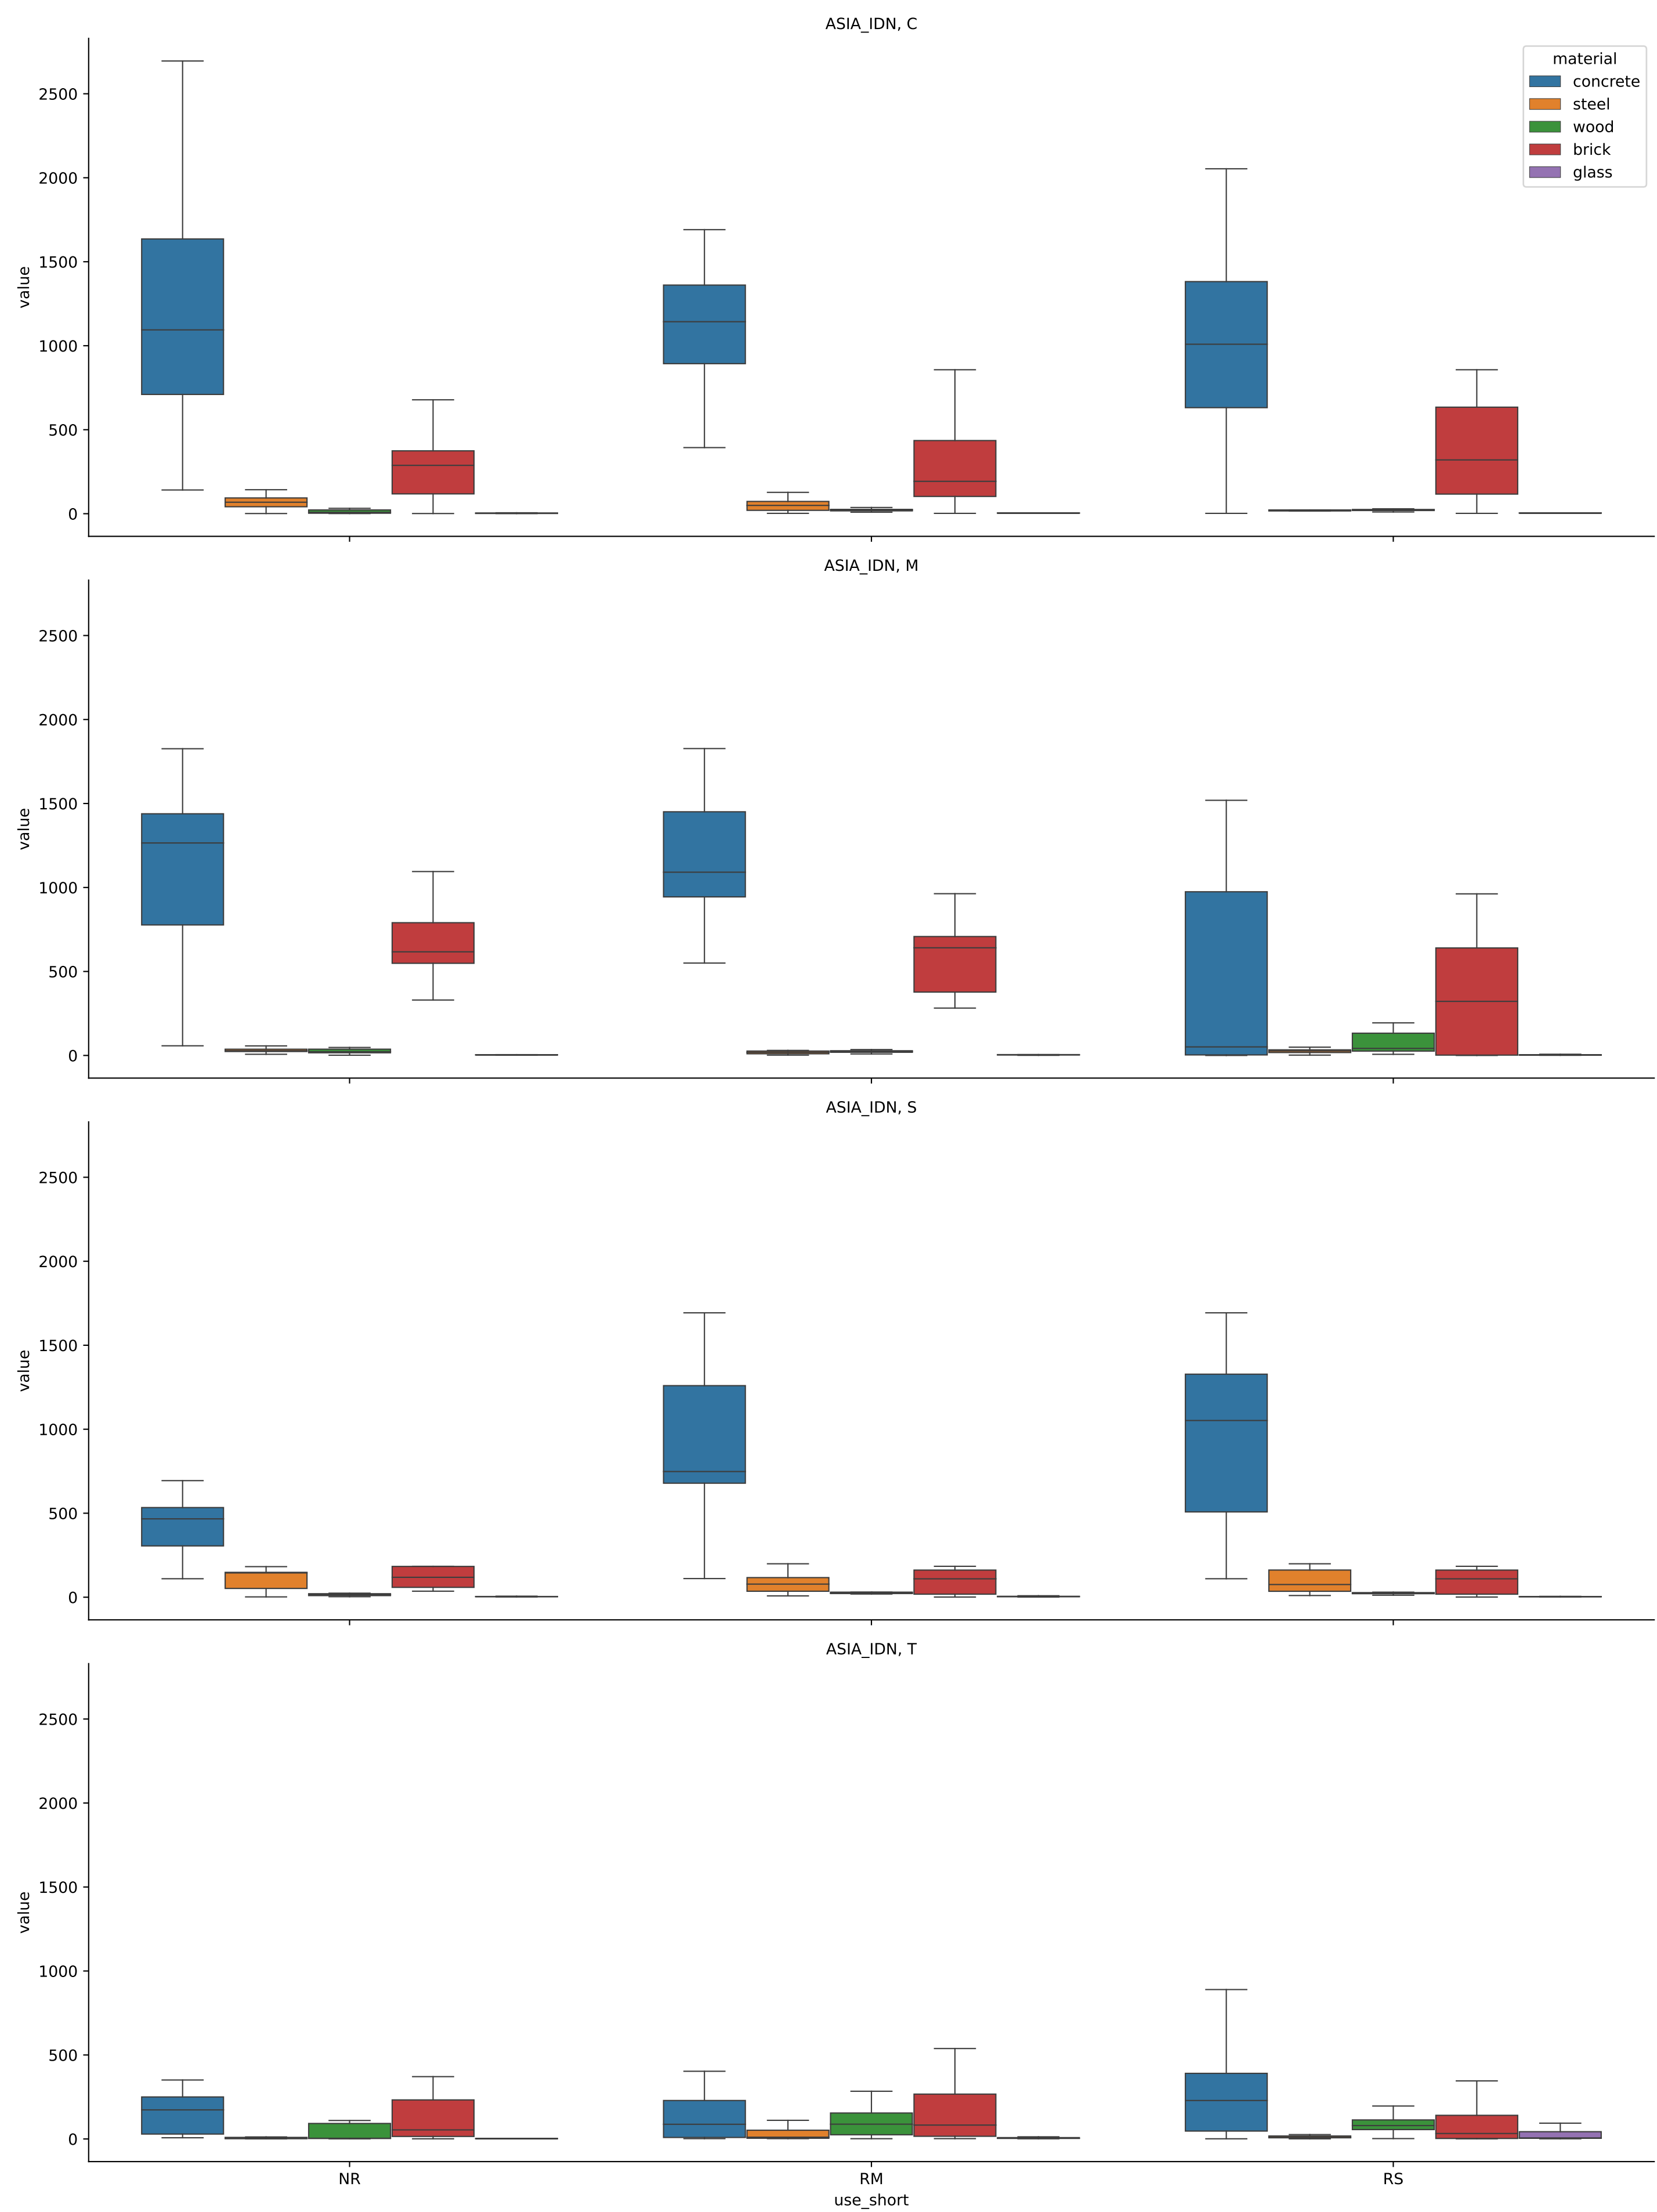 ASIA_IDN, C
material
concrete
steel
wood
brick
glass
value
2500
2000
1500
1000
500
0
ASIA_IDN, M
value
2500
2000
1500
1000
500
0
ASIA_IDN, S
value
2500
2000
1500
1000
500
0
ASIA_IDN, T
value
2500
2000
1500
1000
500
0
NR RM RS
use_short